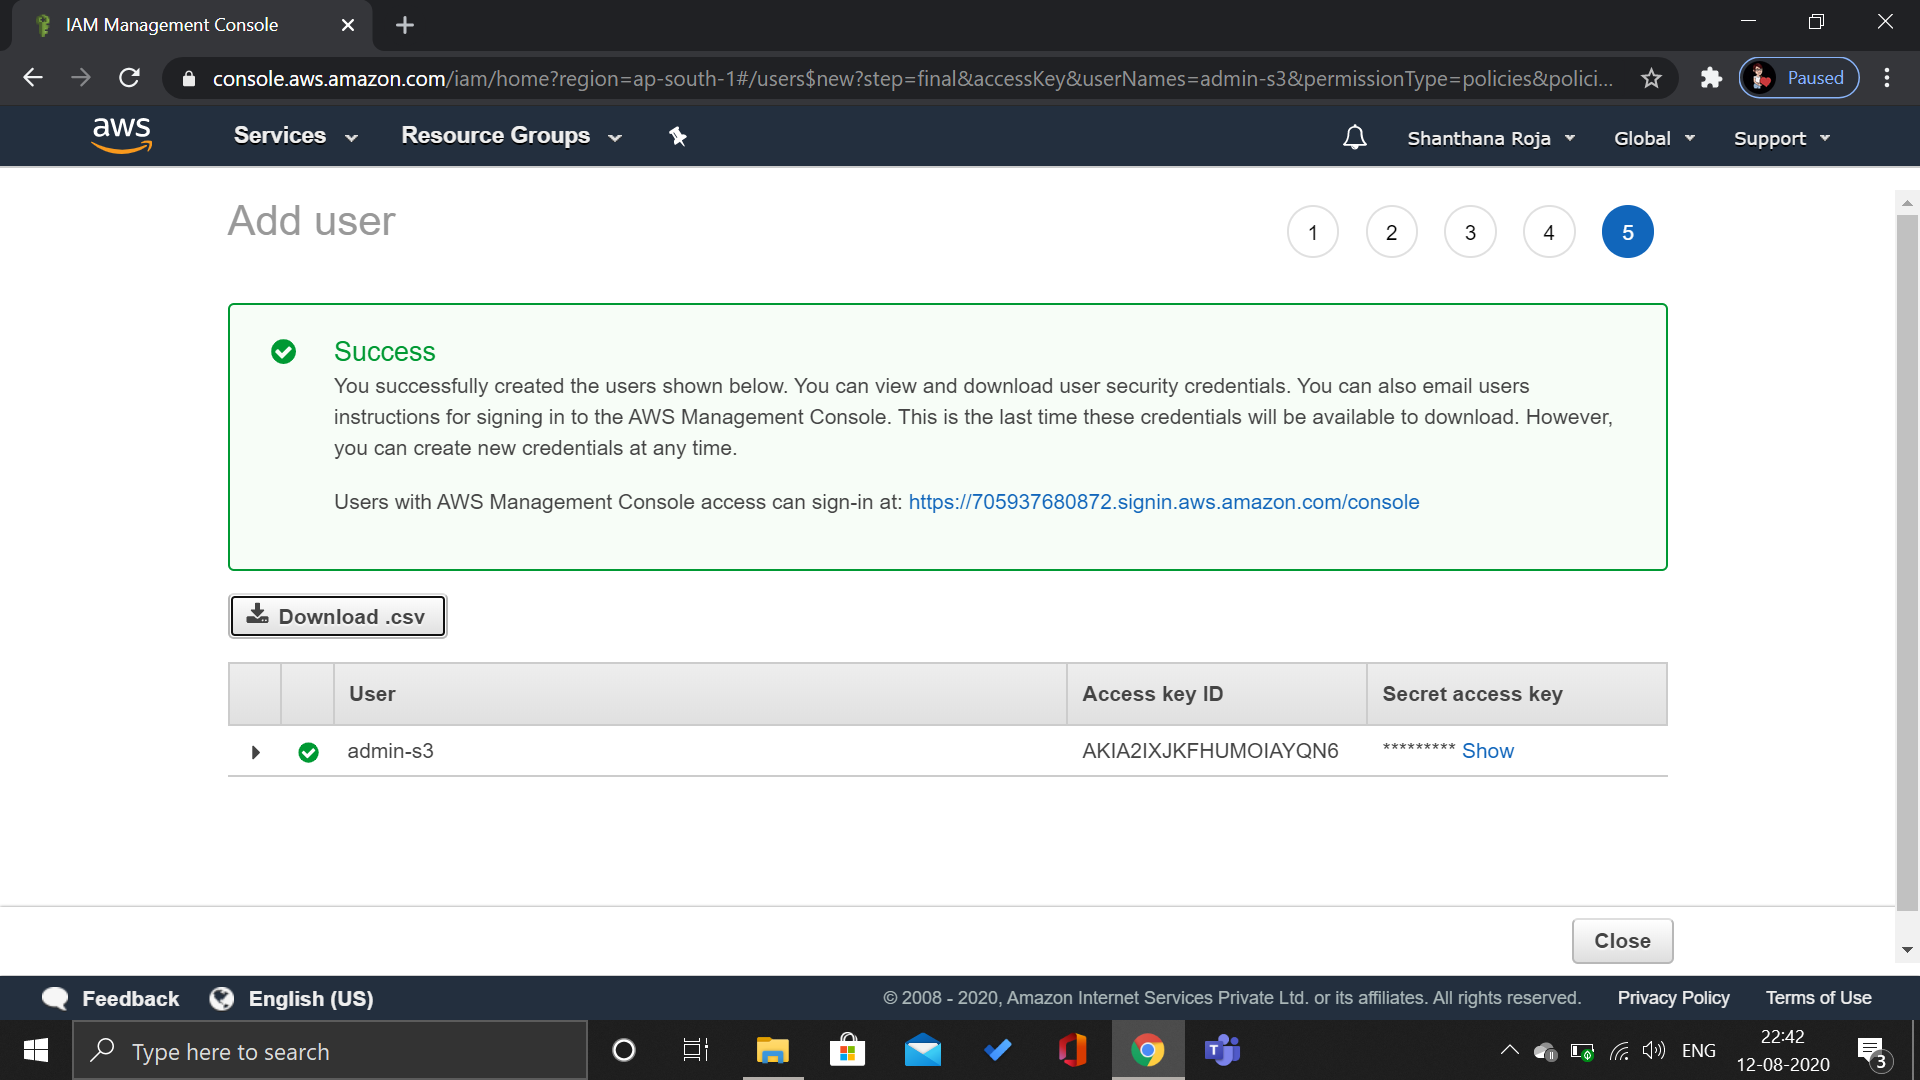 IAM Management Console
console.aws.amazon.com/iam/home?region=ap-south-1#/users$new?step=final&accessKey&userNames=admin-s3&permissionType=policies&polici...
Paused
aws
Services
Resource Groups
Shanthana Roja
Global
Support
Add user
1
2
3
4
5
Success
You successfully created the users shown below. You can view and download user security credentials. You can also email users
instructions for signing in to the AWS Management Console. This is the last time these credentials will be available to download. However,
you can create new credentials at any time.
Users with AWS Management Console access can sign-in at: https://705937680872.signin.aws.amazon.com/console
Download .csv
User
Access key ID
Secret access key
admin-s3
AKIA2IXJKFHUMOIAYQN6
********* Show
Close
Feedback
English (US)
© 2008 - 2020, Amazon Internet Services Private Ltd. or its affiliates. All rights reserved.
Privacy Policy
Terms of Use
Type here to search
ENG
22:42
12-08-2020
3